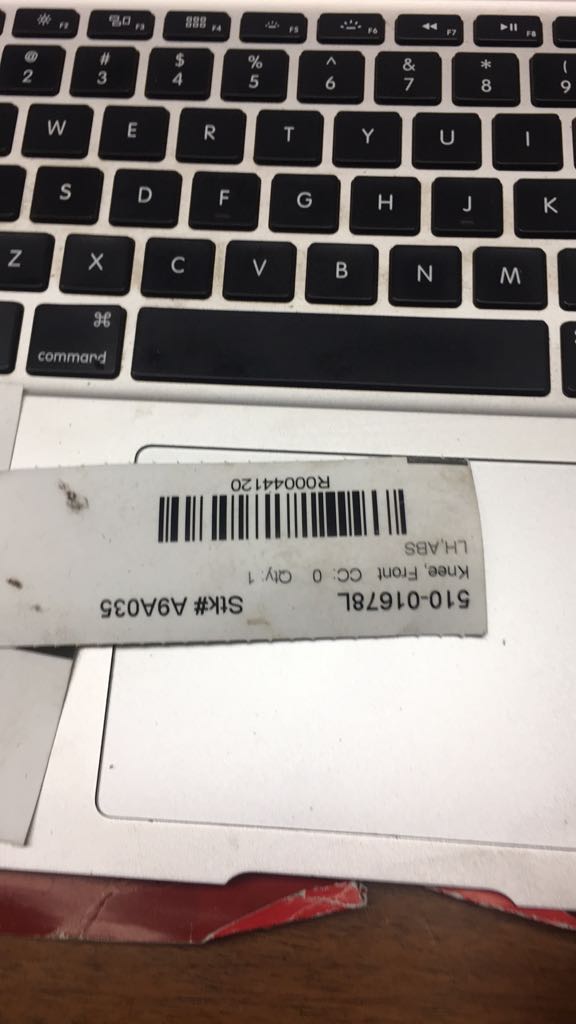 F2 F3 F4 F5 F6 F7 F8
@ # $ % ^ & * (
2 3 4 5 6 7 8 9
W E R T Y U I
S D F G H J K
Z X C V B N M
⌘
command
510-01678L Stk# A9A035
Knee, Front CC: 0 Qty: 1
LH,ABS
R00044120